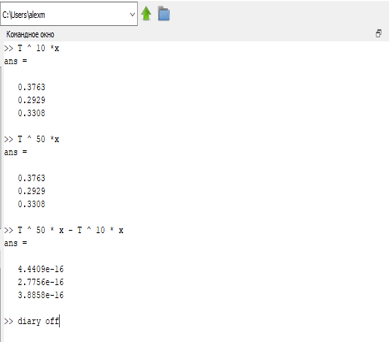 C:\Users\alexm
Командное окно
>> T ^ 10 *x
ans =
0.3763
0.2929
0.3308
>> T ^ 50 *x
ans =
0.3763
0.2929
0.3308
>> T ^ 50 * x - T ^ 10 * x
ans =
4.4409e-16
2.7756e-16
3.8858e-16
>> diary off